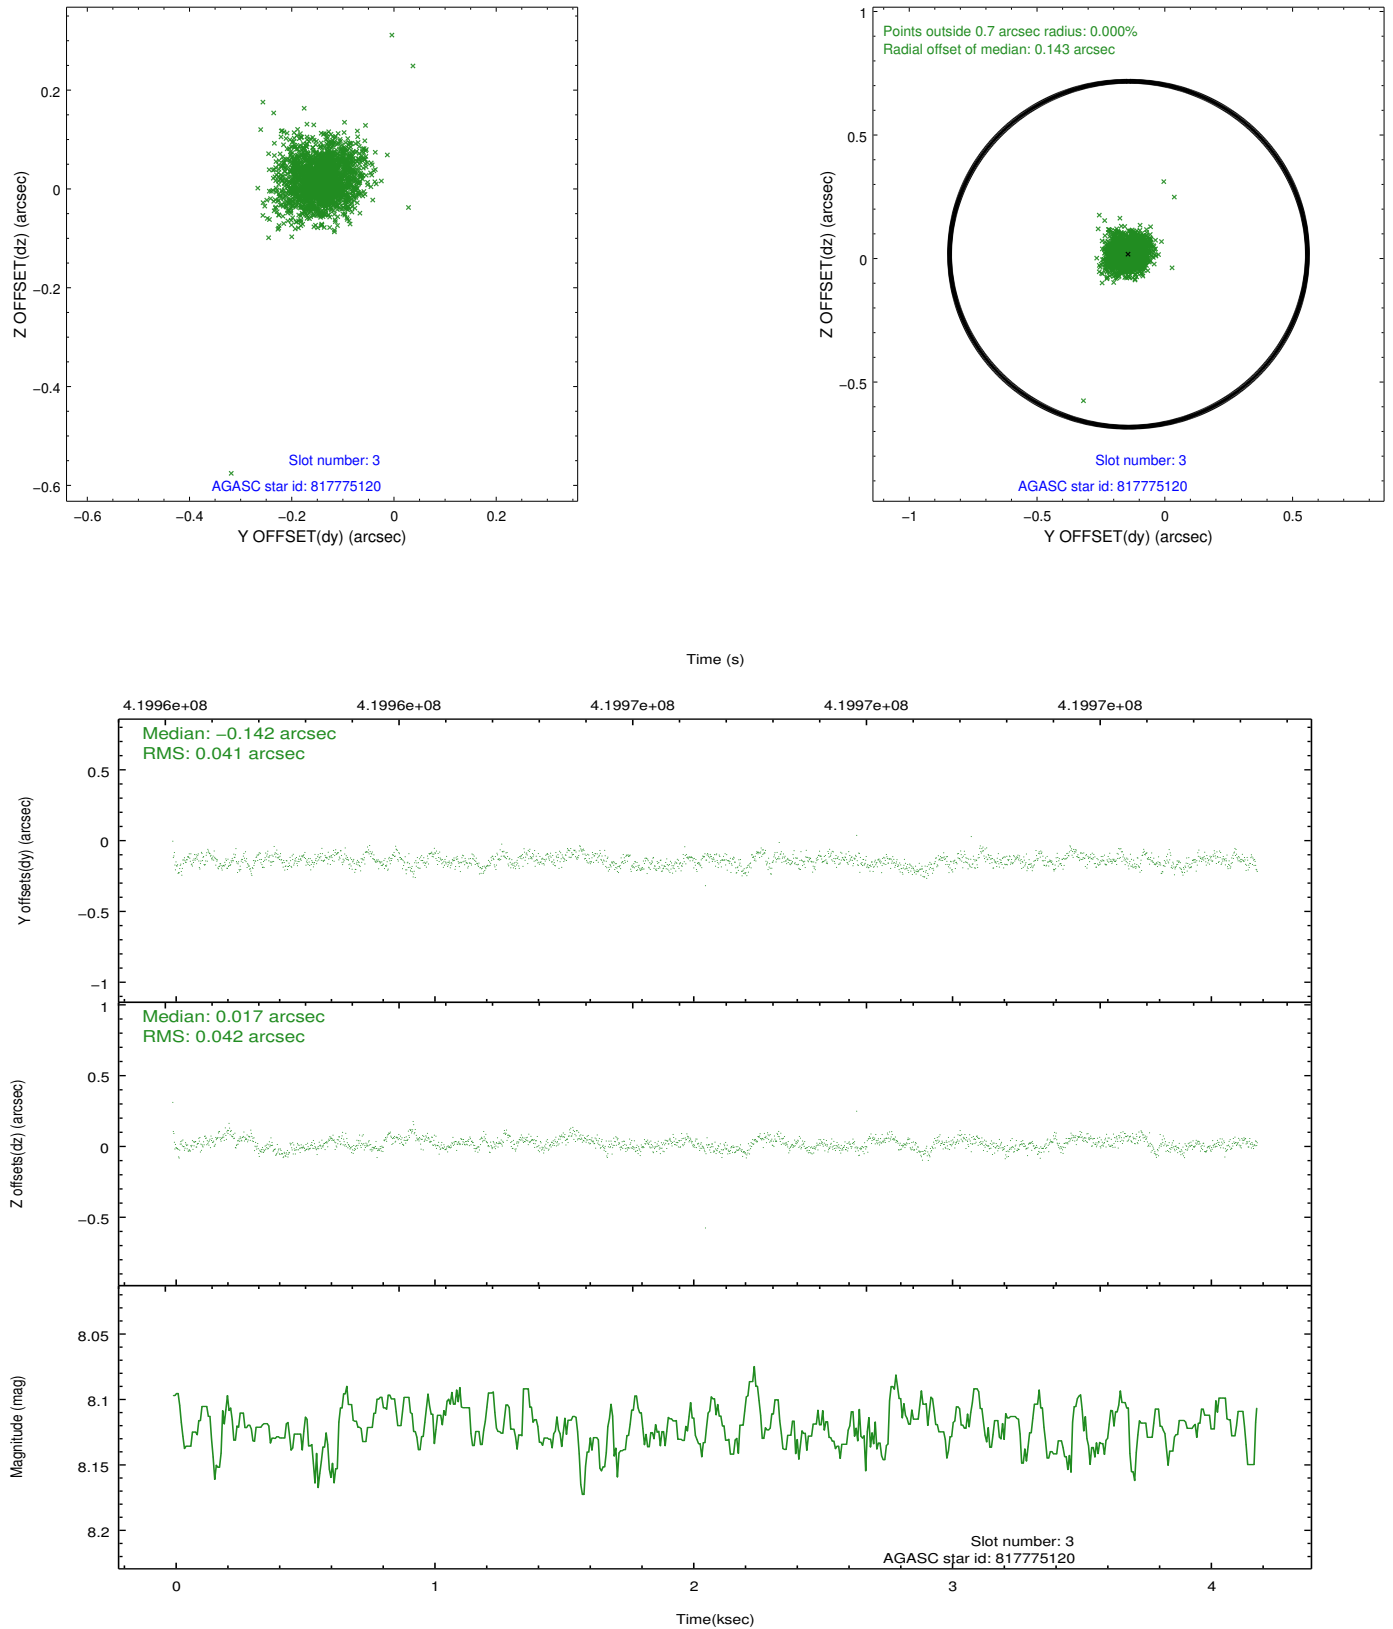 0.2
0
−0.2
−0.4
−0.6
Z OFFSET(dz) (arcsec)
Slot number: 3
AGASC star id: 817775120
−0.6
−0.4
−0.2
0
0.2
Y OFFSET(dy) (arcsec)
Points outside 0.7 arcsec radius: 0.000%
Radial offset of median: 0.143 arcsec
1
0.5
0
−0.5
Z OFFSET(dz) (arcsec)
Slot number: 3
AGASC star id: 817775120
−1
−0.5
0
0.5
Y OFFSET(dy) (arcsec)
Time (s)
4.1996e+08
4.1996e+08
4.1997e+08
4.1997e+08
4.1997e+08
Median: −0.142 arcsec
RMS: 0.041 arcsec
0.5
0
−0.5
−1
Y offsets(dy) (arcsec)
Median: 0.017 arcsec
RMS: 0.042 arcsec
1
0.5
0
−0.5
Z offsets(dz) (arcsec)
8.05
8.1
8.15
8.2
Magnitude (mag)
Slot number: 3
AGASC star id: 817775120
0
1
2
3
4
Time(ksec)